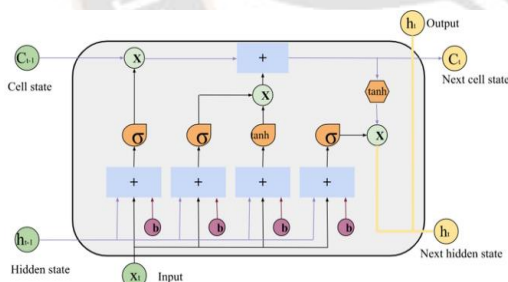 hₜ Output
Cₜ₋₁ x + Cₜ
Cell state Next cell state
tanh
x
σ σ tanh σ x
+ + + +
b b b b
hₜ₋₁ hₜ
Hidden state Next hidden state
xₜ Input